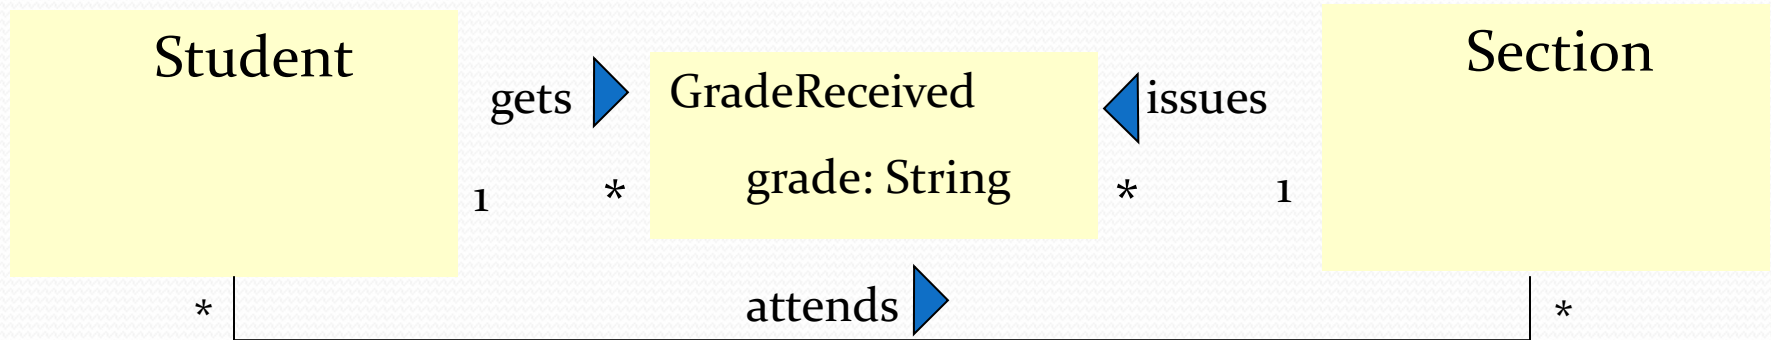 Student
gets
1
*
GradeReceived
grade: String
issues
*
1
Section
*
attends
*